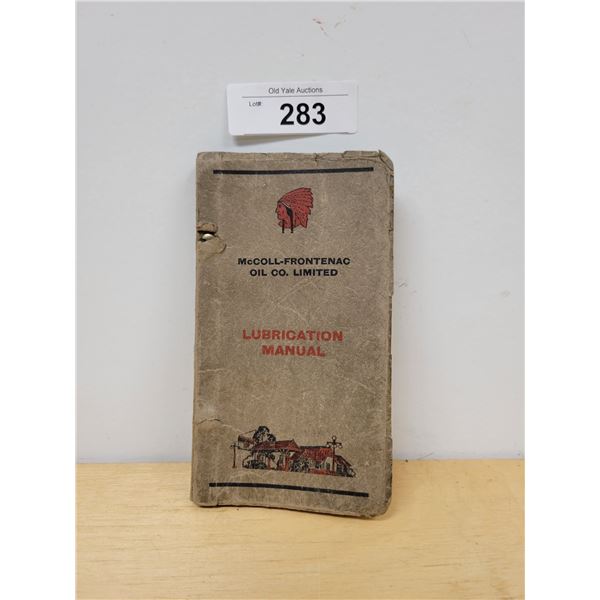 Old Yale Auctions
Lot#:
283
McCOLL-FRONTENAC
OIL CO. LIMITED
LUBRICATION
MANUAL